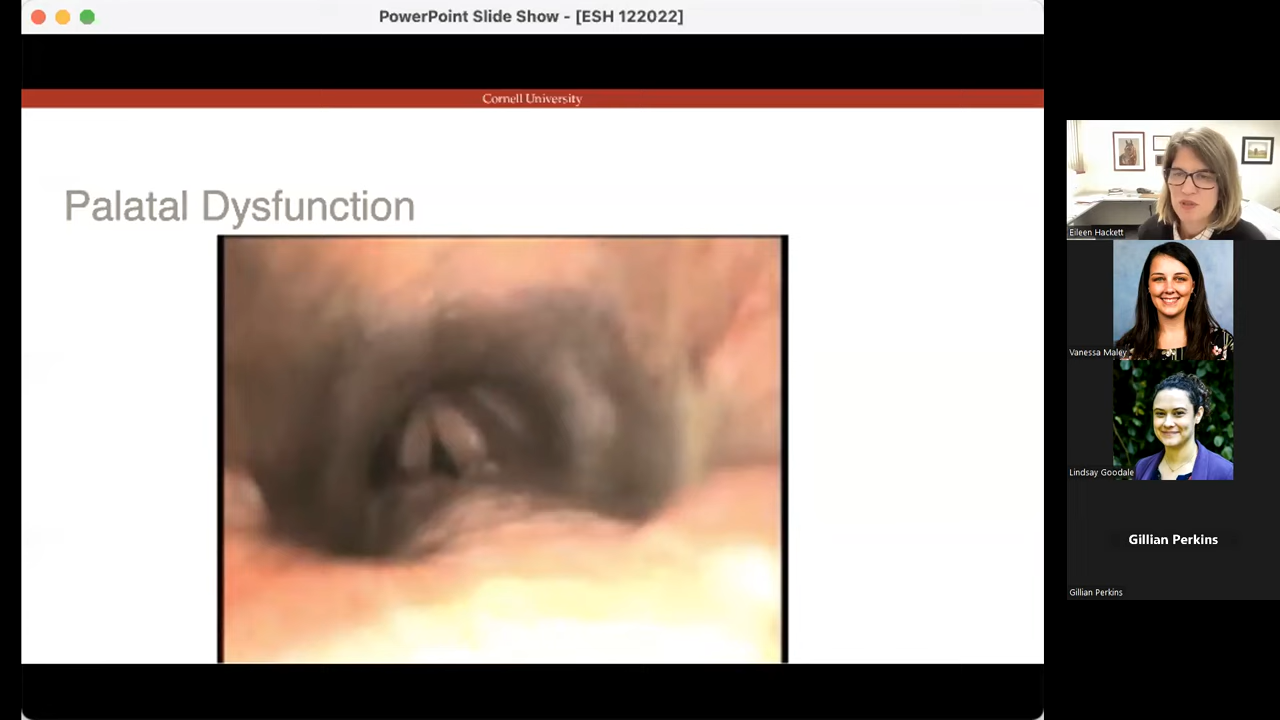 PowerPoint Slide Show - [ESH 122022]
Cornell University
Palatal Dysfunction
Eileen Hackett
Vanessa Maley
Lindsay Goodale
Gillian Perkins
Gillian Perkins